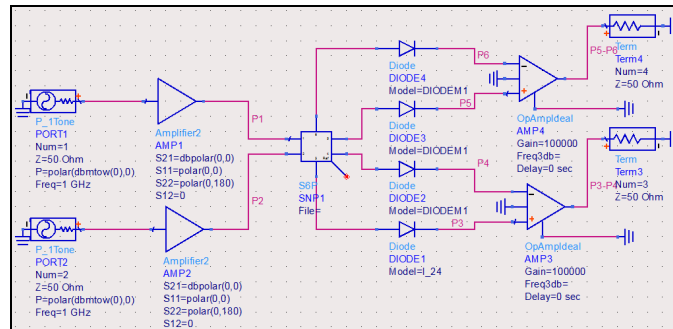 P6
P5-P6
Term
Term4
Num=4
Z=50 Ohm
Diode
DIODE4
Model=DIODEM1
P5
OpAmpIdeal
AMP4
Gain=100000
Freq3db=
Delay=0 sec
P_1Tone
PORT1
Num=1
Z=50 Ohm
P=polar(dbmtow(0),0)
Freq=1 GHz
Amplifier2
AMP1
S21=dbpolar(0,0)
S11=polar(0,0)
S22=polar(0,180)
S12=0
P1
Diode
DIODE3
Model=DIODEM1
P4
P2
S6P
SNP1
File=
Diode
DIODE2
Model=DIODEM1
P3
Term
Term3
Num=3
Z=50 Ohm
Diode
DIODE1
Model=I_24
OpAmpIdeal
AMP3
Gain=100000
Freq3db=
Delay=0 sec
P_1Tone
PORT2
Num=2
Z=50 Ohm
P=polar(dbmtow(0),0)
Freq=1 GHz
Amplifier2
AMP2
S21=dbpolar(0,0)
S11=polar(0,0)
S22=polar(0,180)
S12=0